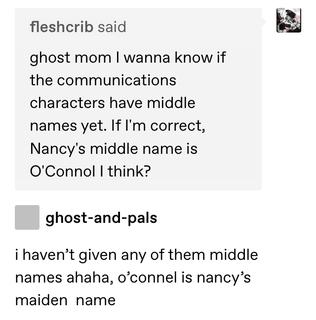 fleshcrib said
ghost mom I wanna know if
the communications
characters have middle
names yet. If I'm correct,
Nancy's middle name is
O'Connol I think?
ghost-and-pals
i haven’t given any of them middle
names ahaha, o’connel is nancy’s
maiden  name